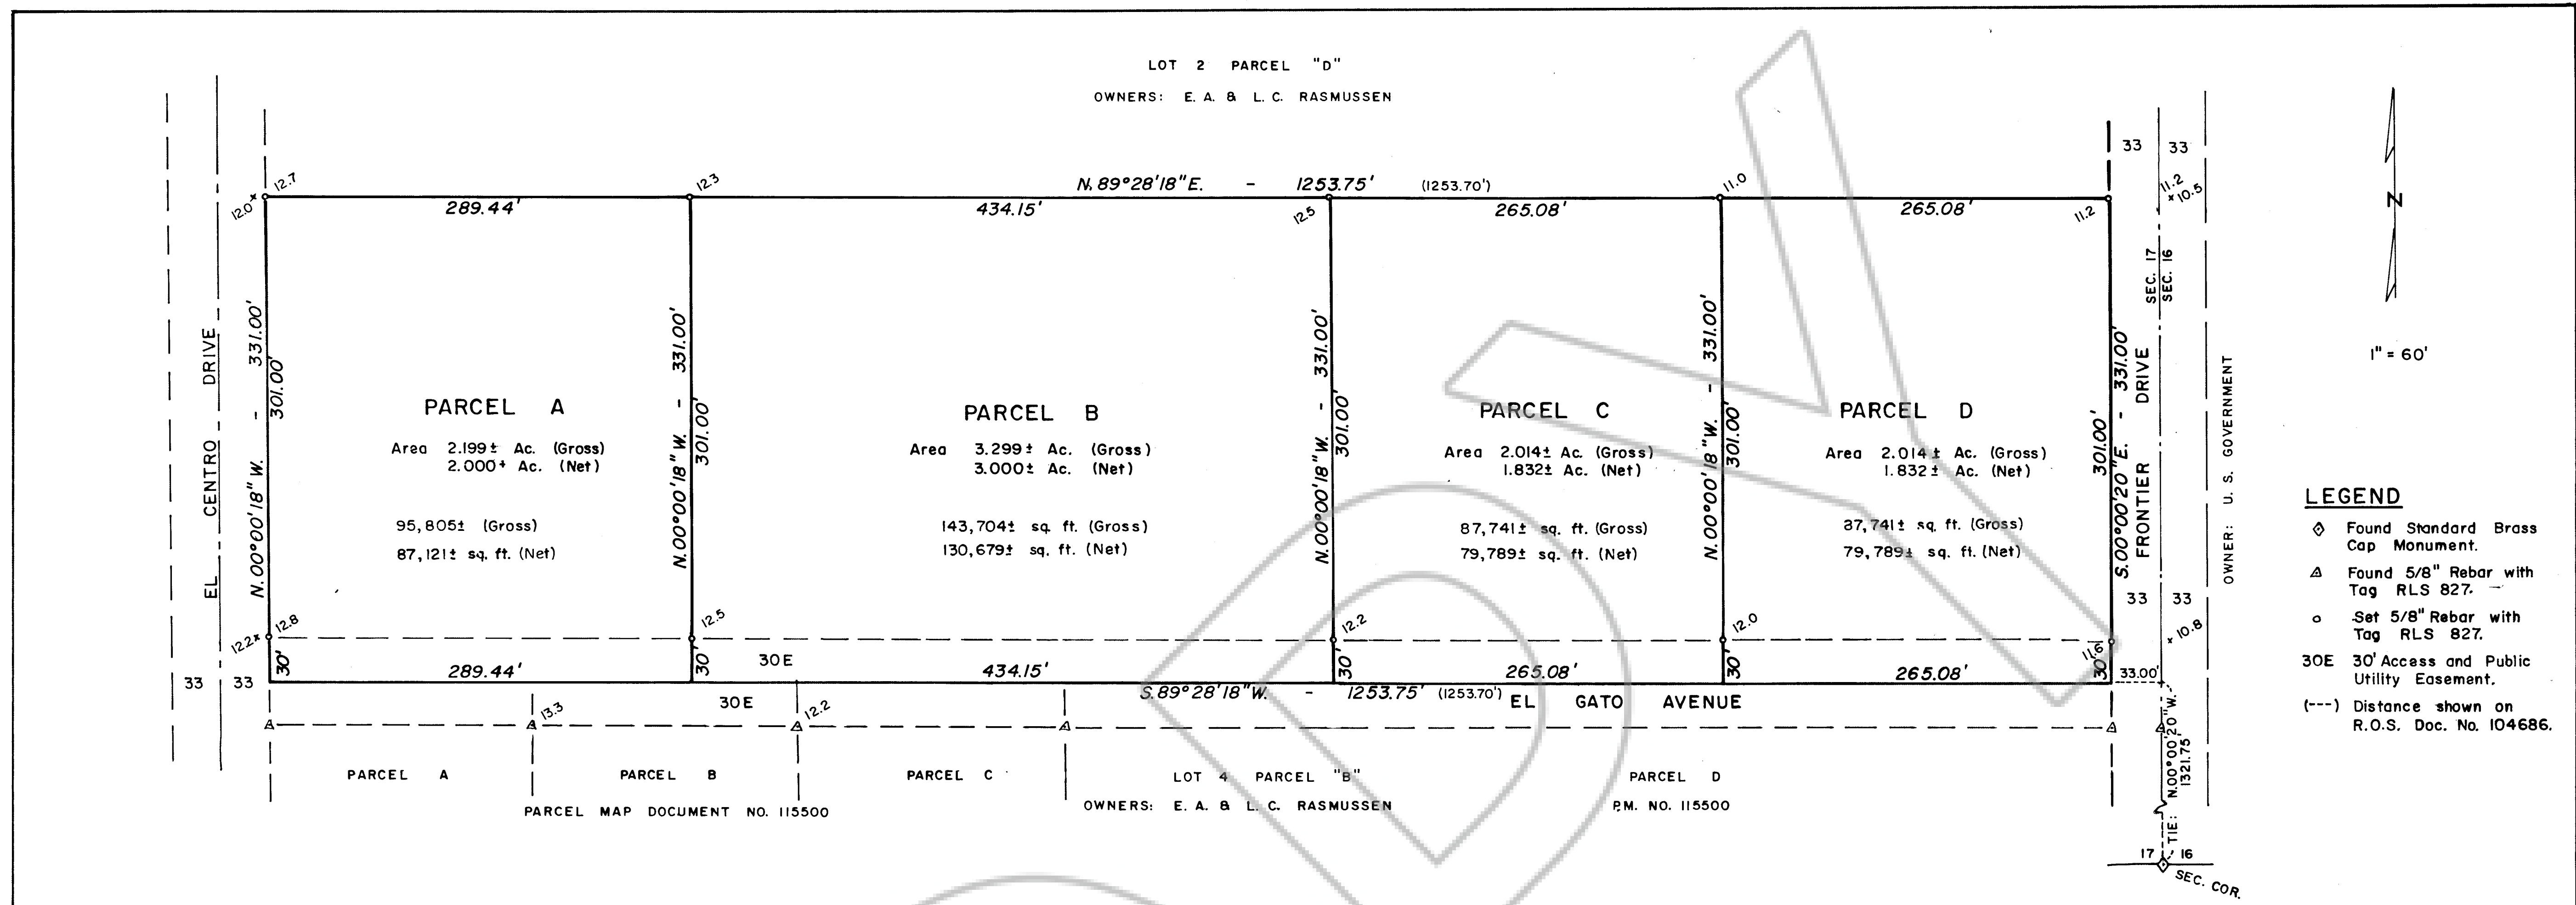 LOT 2 PARCEL "D"
OWNERS: E. A. & L. C. RASMUSSEN
33 33
12.7
12.0
12.3
N. 89°28'18"E. - 1253.75' (1253.70')
12.5
11.0
11.2
11.2
10.5
289.44'
434.15'
265.08'
265.08'
N
1" = 60'
EL CENTRO DRIVE
N.00°00'18"W. - 331.00'
301.00'
N.00°00'18"W. - 331.00'
301.00'
N.00°00'18"W. - 331.00'
301.00'
N.00°00'18"W. - 331.00'
301.00'
301.00'
S.00°00'20"E. - 331.00'
FRONTIER DRIVE
SEC. 17
SEC. 16
OWNER: U. S. GOVERNMENT
PARCEL A
Area 2.199± Ac. (Gross)
2.000+ Ac. (Net)
95,805± (Gross)
87,121± sq. ft. (Net)
PARCEL B
Area 3.299± Ac. (Gross)
3.000± Ac. (Net)
143,704± sq. ft. (Gross)
130,679± sq. ft. (Net)
PARCEL C
Area 2.014± Ac. (Gross)
1.832± Ac. (Net)
87,741± sq. ft. (Gross)
79,789± sq. ft. (Net)
PARCEL D
Area 2.014± Ac. (Gross)
1.832± Ac. (Net)
87,741± sq. ft. (Gross)
79,789± sq. ft. (Net)
LEGEND
Found Standard Brass
Cap Monument.
Found 5/8" Rebar with
Tag RLS 827.
Set 5/8" Rebar with
Tag RLS 827.
30E 30' Access and Public
Utility Easement.
(---) Distance shown on
R.O.S. Doc. No. 104686.
33 33
12.8
12.2
12.5
12.2
12.0
11.6
10.8
30'
30'
30'
30'
30'
30E
33 33
289.44'
434.15'
265.08'
265.08'
33.00'
S. 89°28'18"W. - 1253.75' (1253.70')
30E
EL GATO AVENUE
13.3
12.2
PARCEL A
PARCEL B
PARCEL C
LOT 4 PARCEL "B"
PARCEL D
PARCEL MAP DOCUMENT NO. 115500
OWNERS: E. A. & L. C. RASMUSSEN
P.M. NO. 115500
TIE: N.00°00'20"W.
1321.75'
17 16
SEC. COR.